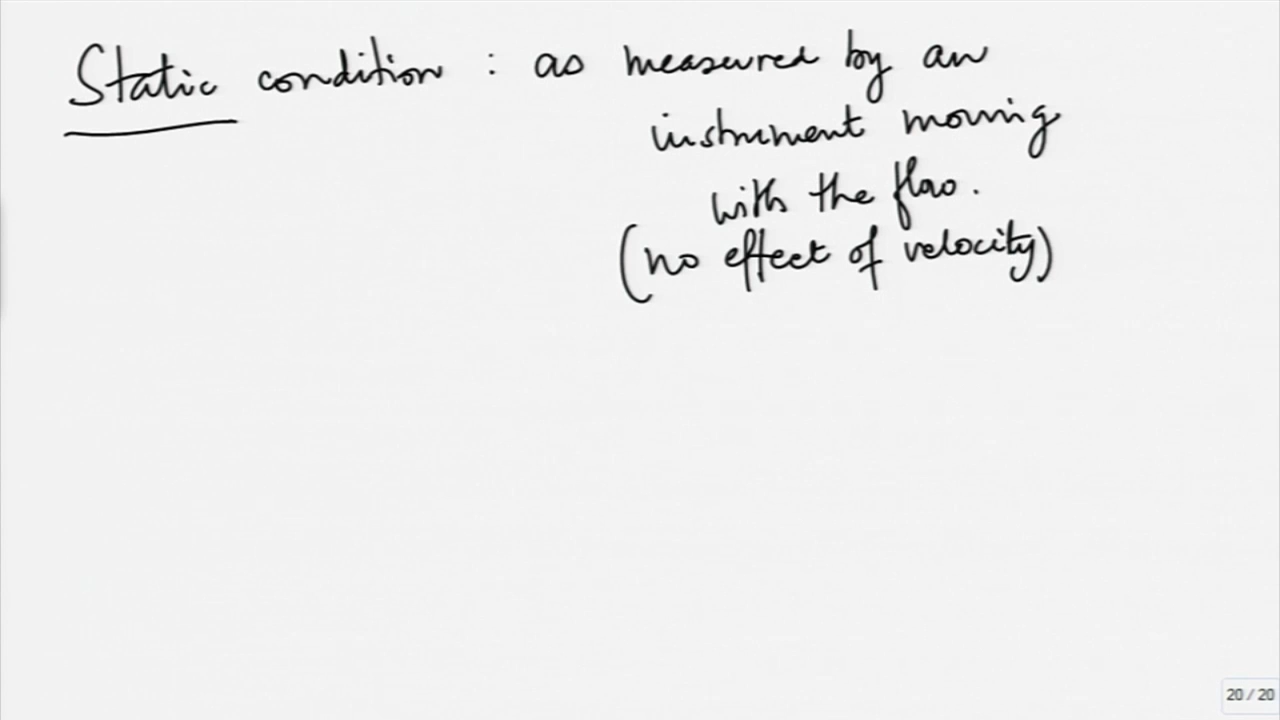 Static condition : as measured by an
instrument moving
with the flow.
(no effect of velocity)
20 / 20